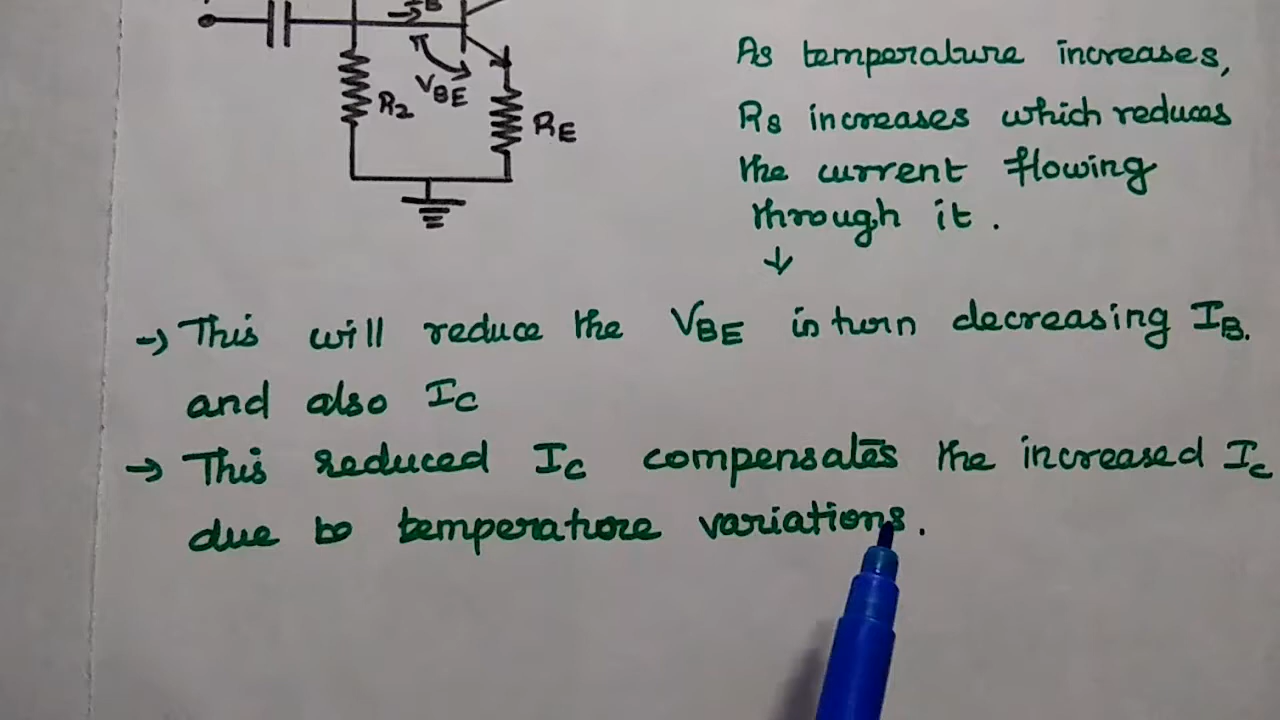 B
VBE
R2
RE
As temperature increases,
Rs increases which reduces
the current flowing
through it.
↓
→ This will reduce the VBE in turn decreasing IB.
and also Ic
→ This reduced Ic compensates the increased Ic
due to temperature variations.